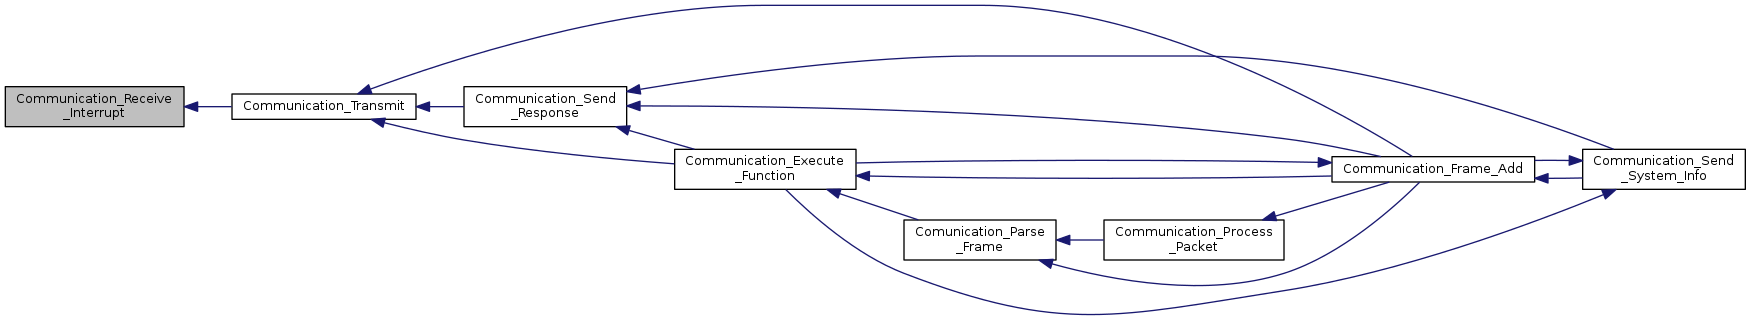 Communication_Receive
_Interrupt
Communication_Transmit
Communication_Send
_Response
Communication_Execute
_Function
Comunication_Parse
_Frame
Communication_Process
_Packet
Communication_Frame_Add
Communication_Send
_System_Info